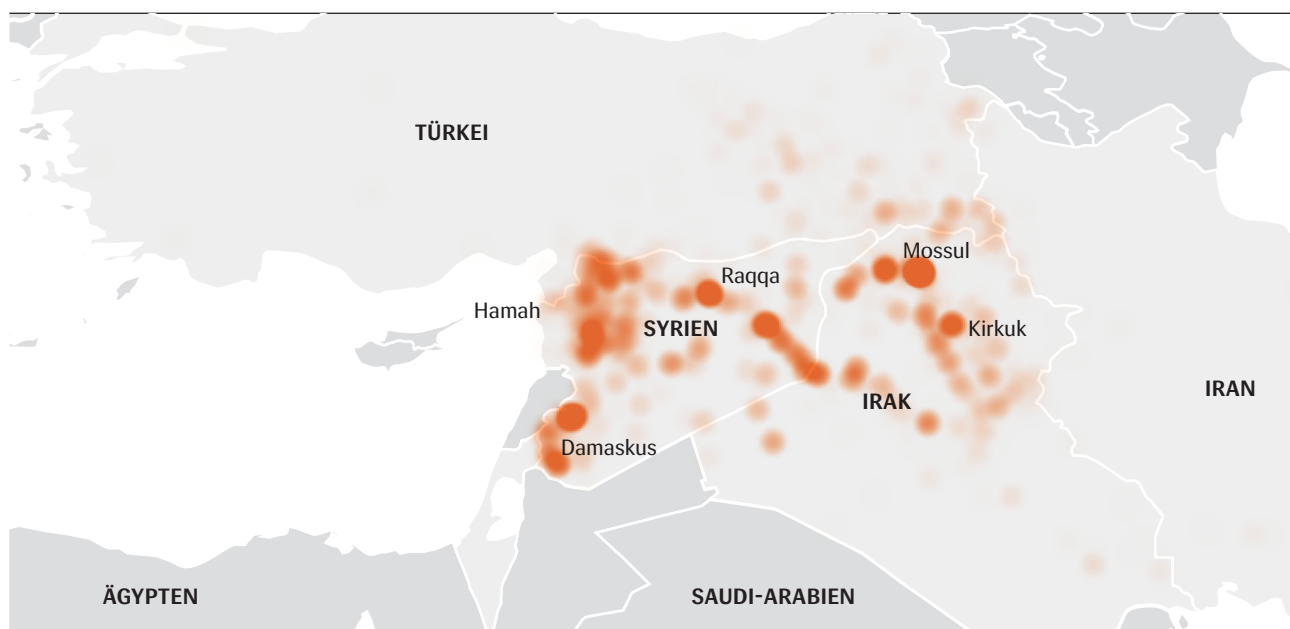 TÜRKEI
Mossul
Raqqa
Hamah
SYRIEN
Kirkuk
IRAK
IRAN
Damaskus
ÄGYPTEN
SAUDI-ARABIEN